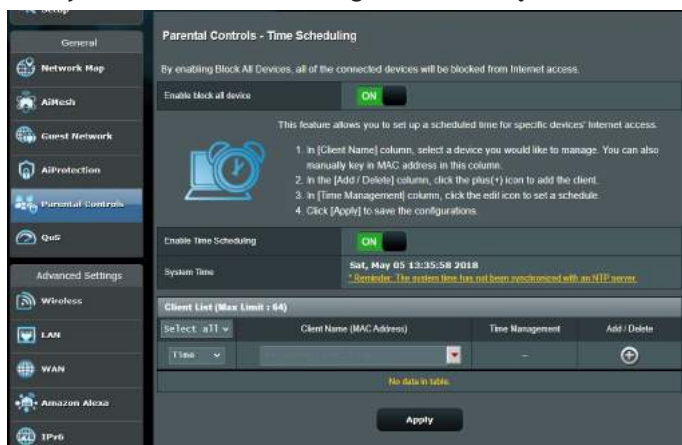 General
Network Map
AiMesh
Guest Network
AiProtection
Parental Controls
QoS
Advanced Settings
Wireless
LAN
WAN
Amazon Alexa
IPv6
Parental Controls - Time Scheduling
By enabling Block All Devices, all of the connected devices will be blocked from Internet access.
Enable block all device
ON
This feature allows you to set up a scheduled time for specific devices' Internet access.
1. In [Client Name] column, select a device you would like to manage. You can also
manually key in MAC address in this
column.
2. In the [Add / Delete] column, click the plus(+) icon to add the client.
3. In [Time Management] column, click the edit icon to set a schedule.
4. Click [Apply] to save the configurations.
Enable Time Scheduling
ON
System Time
Sat, May 05 13:35:58 2018
* Reminder: The system time has not been synchronized with an NTP server.
Client List (Max Limit : 64)
Select all
Client Name (MAC Address)
Time Management
Add / Delete
Time
-
No data in table.
Apply